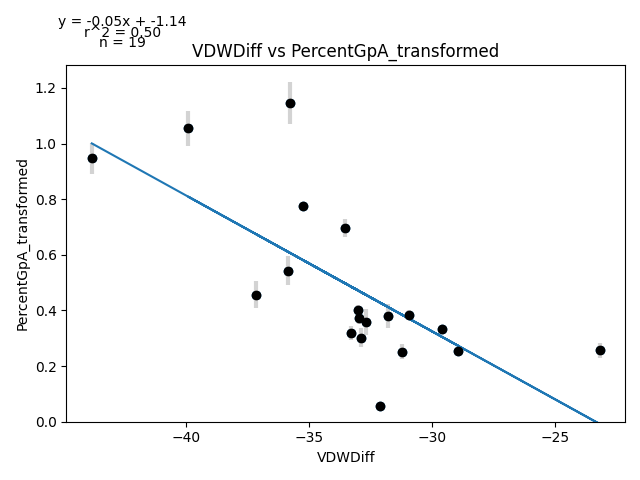 y = -0.05x + -1.14
r^2 = 0.50
n = 19
VDWDiff vs PercentGpA_transformed
1.2
1.0
0.8
0.6
0.4
0.2
0.0
PercentGpA_transformed
−40
−35
−30
−25
VDWDiff